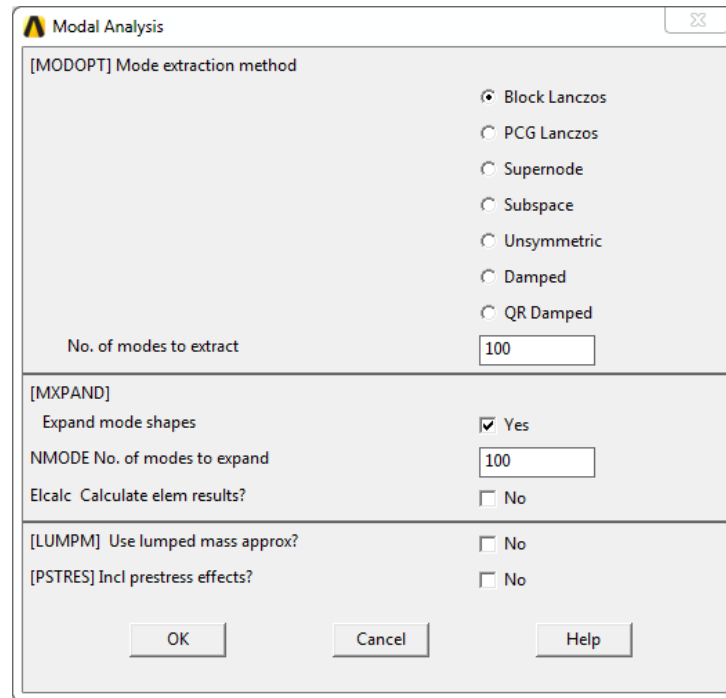 Modal Analysis
[MODOPT] Mode extraction method
Block Lanczos
PCG Lanczos
Supernode
Subspace
Unsymmetric
Damped
QR Damped
No. of modes to extract 100
[MXPAND]
Expand mode shapes Yes
NMODE No. of modes to expand 100
Elcalc Calculate elem results? No
[LUMPM] Use lumped mass approx? No
[PSTRES] Incl prestress effects? No
OK Cancel Help